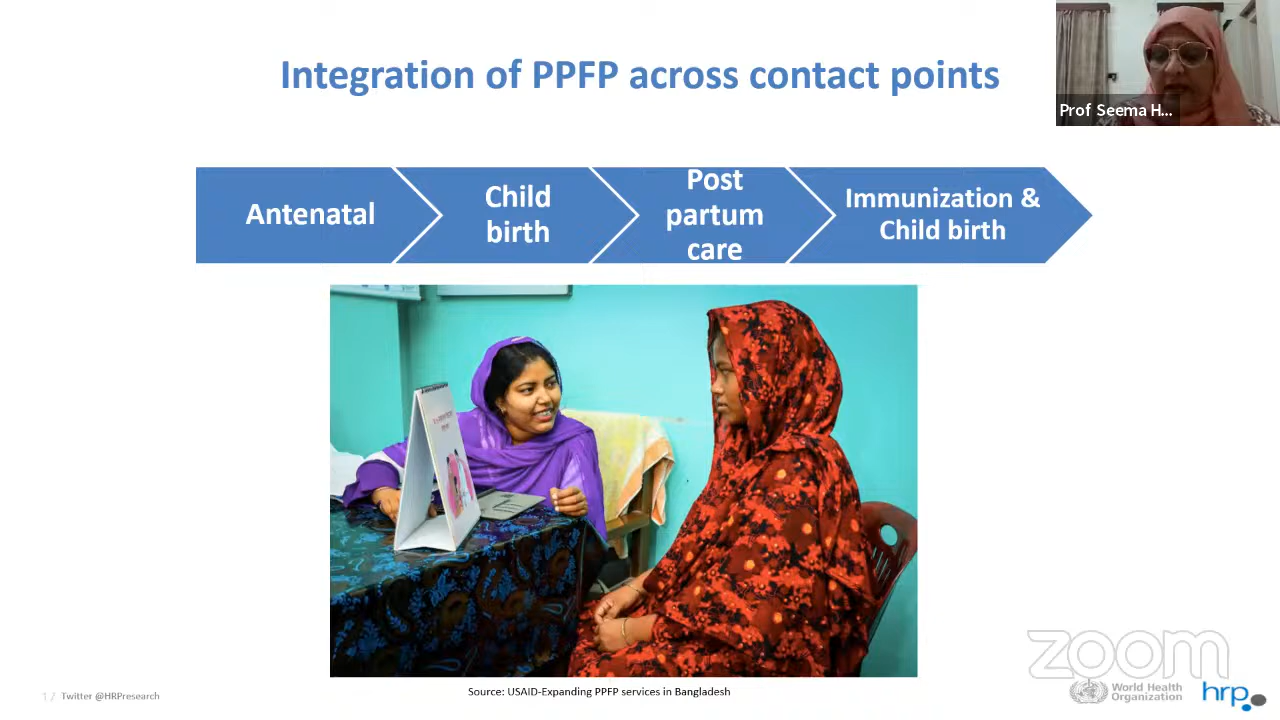 Integration of PPFP across contact points
Prof Seema H...
Antenatal
Child
birth
Post
partum
care
Immunization &
Child birth
Source: USAID-Expanding PPFP services in Bangladesh
Twitter @HRPresearch
zoom
World Health
Organization
hrp